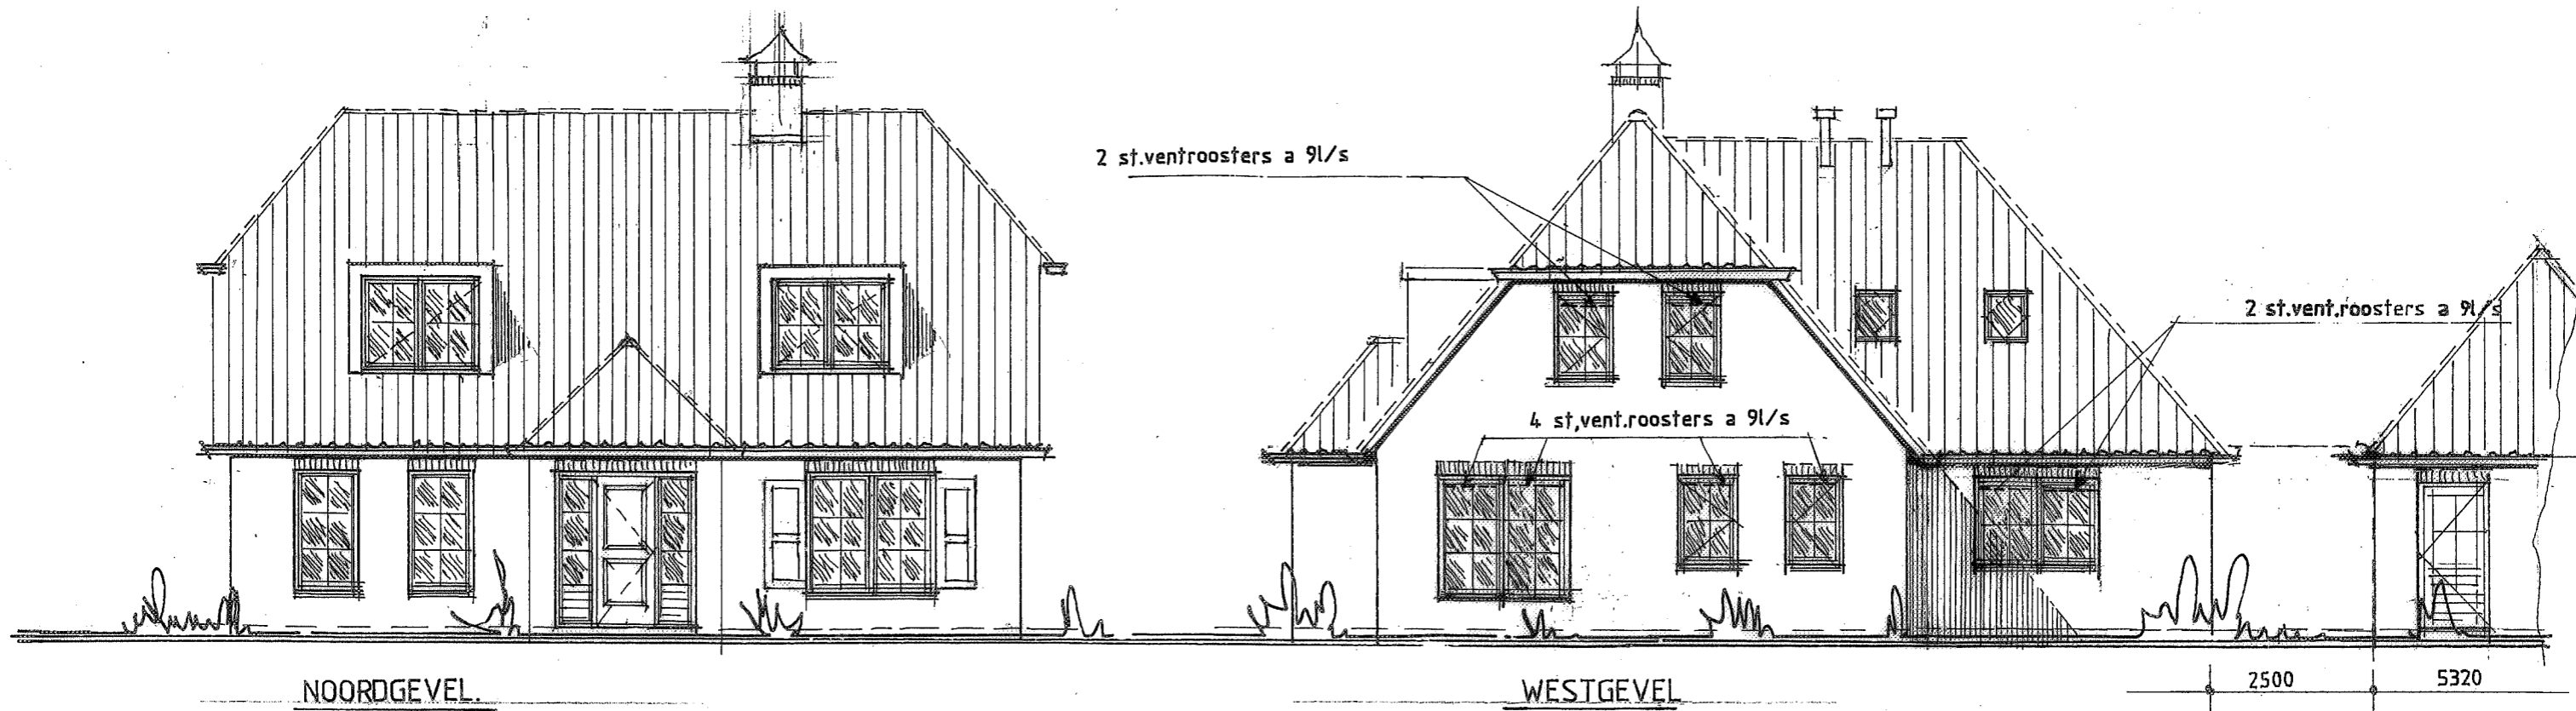 2 st.ventroosters a 9l/s
2 st.vent.roosters a 9l/s
4 st,vent.roosters a 9l/s
NOORDGEVEL.
WESTGEVEL
2500
5320